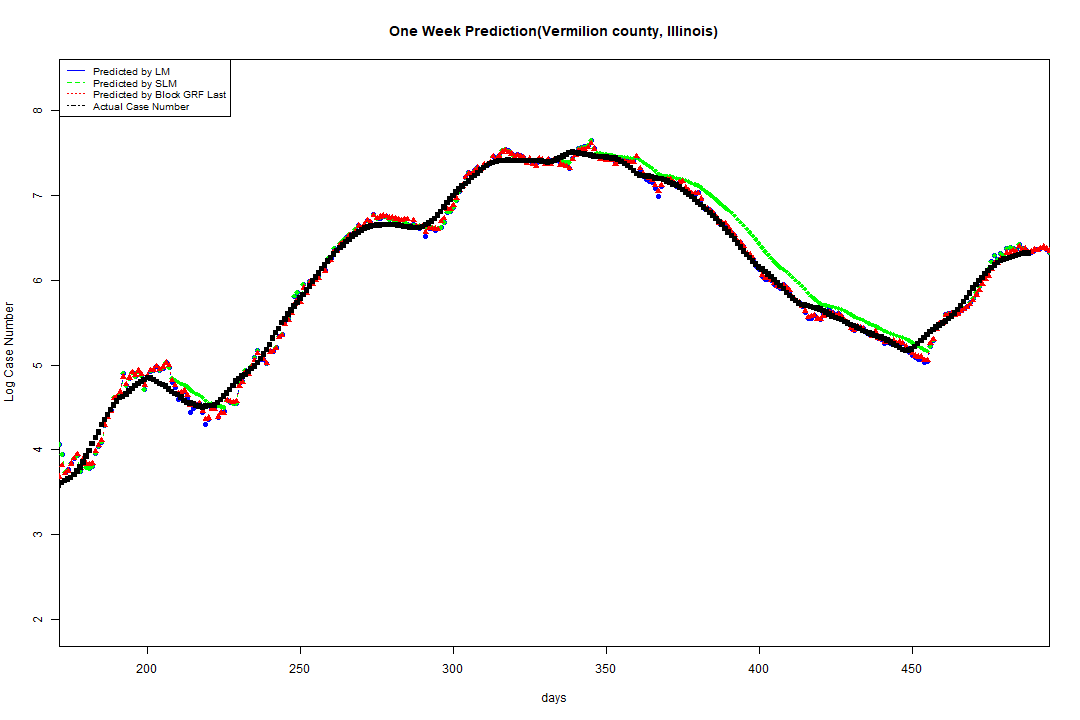 One Week Prediction(Vermilion county, Illinois)
Predicted by LM
Predicted by SLM
Predicted by Block GRF Last
Actual Case Number
8
7
6
5
4
3
2
Log Case Number
200 250 300 350 400 450
days